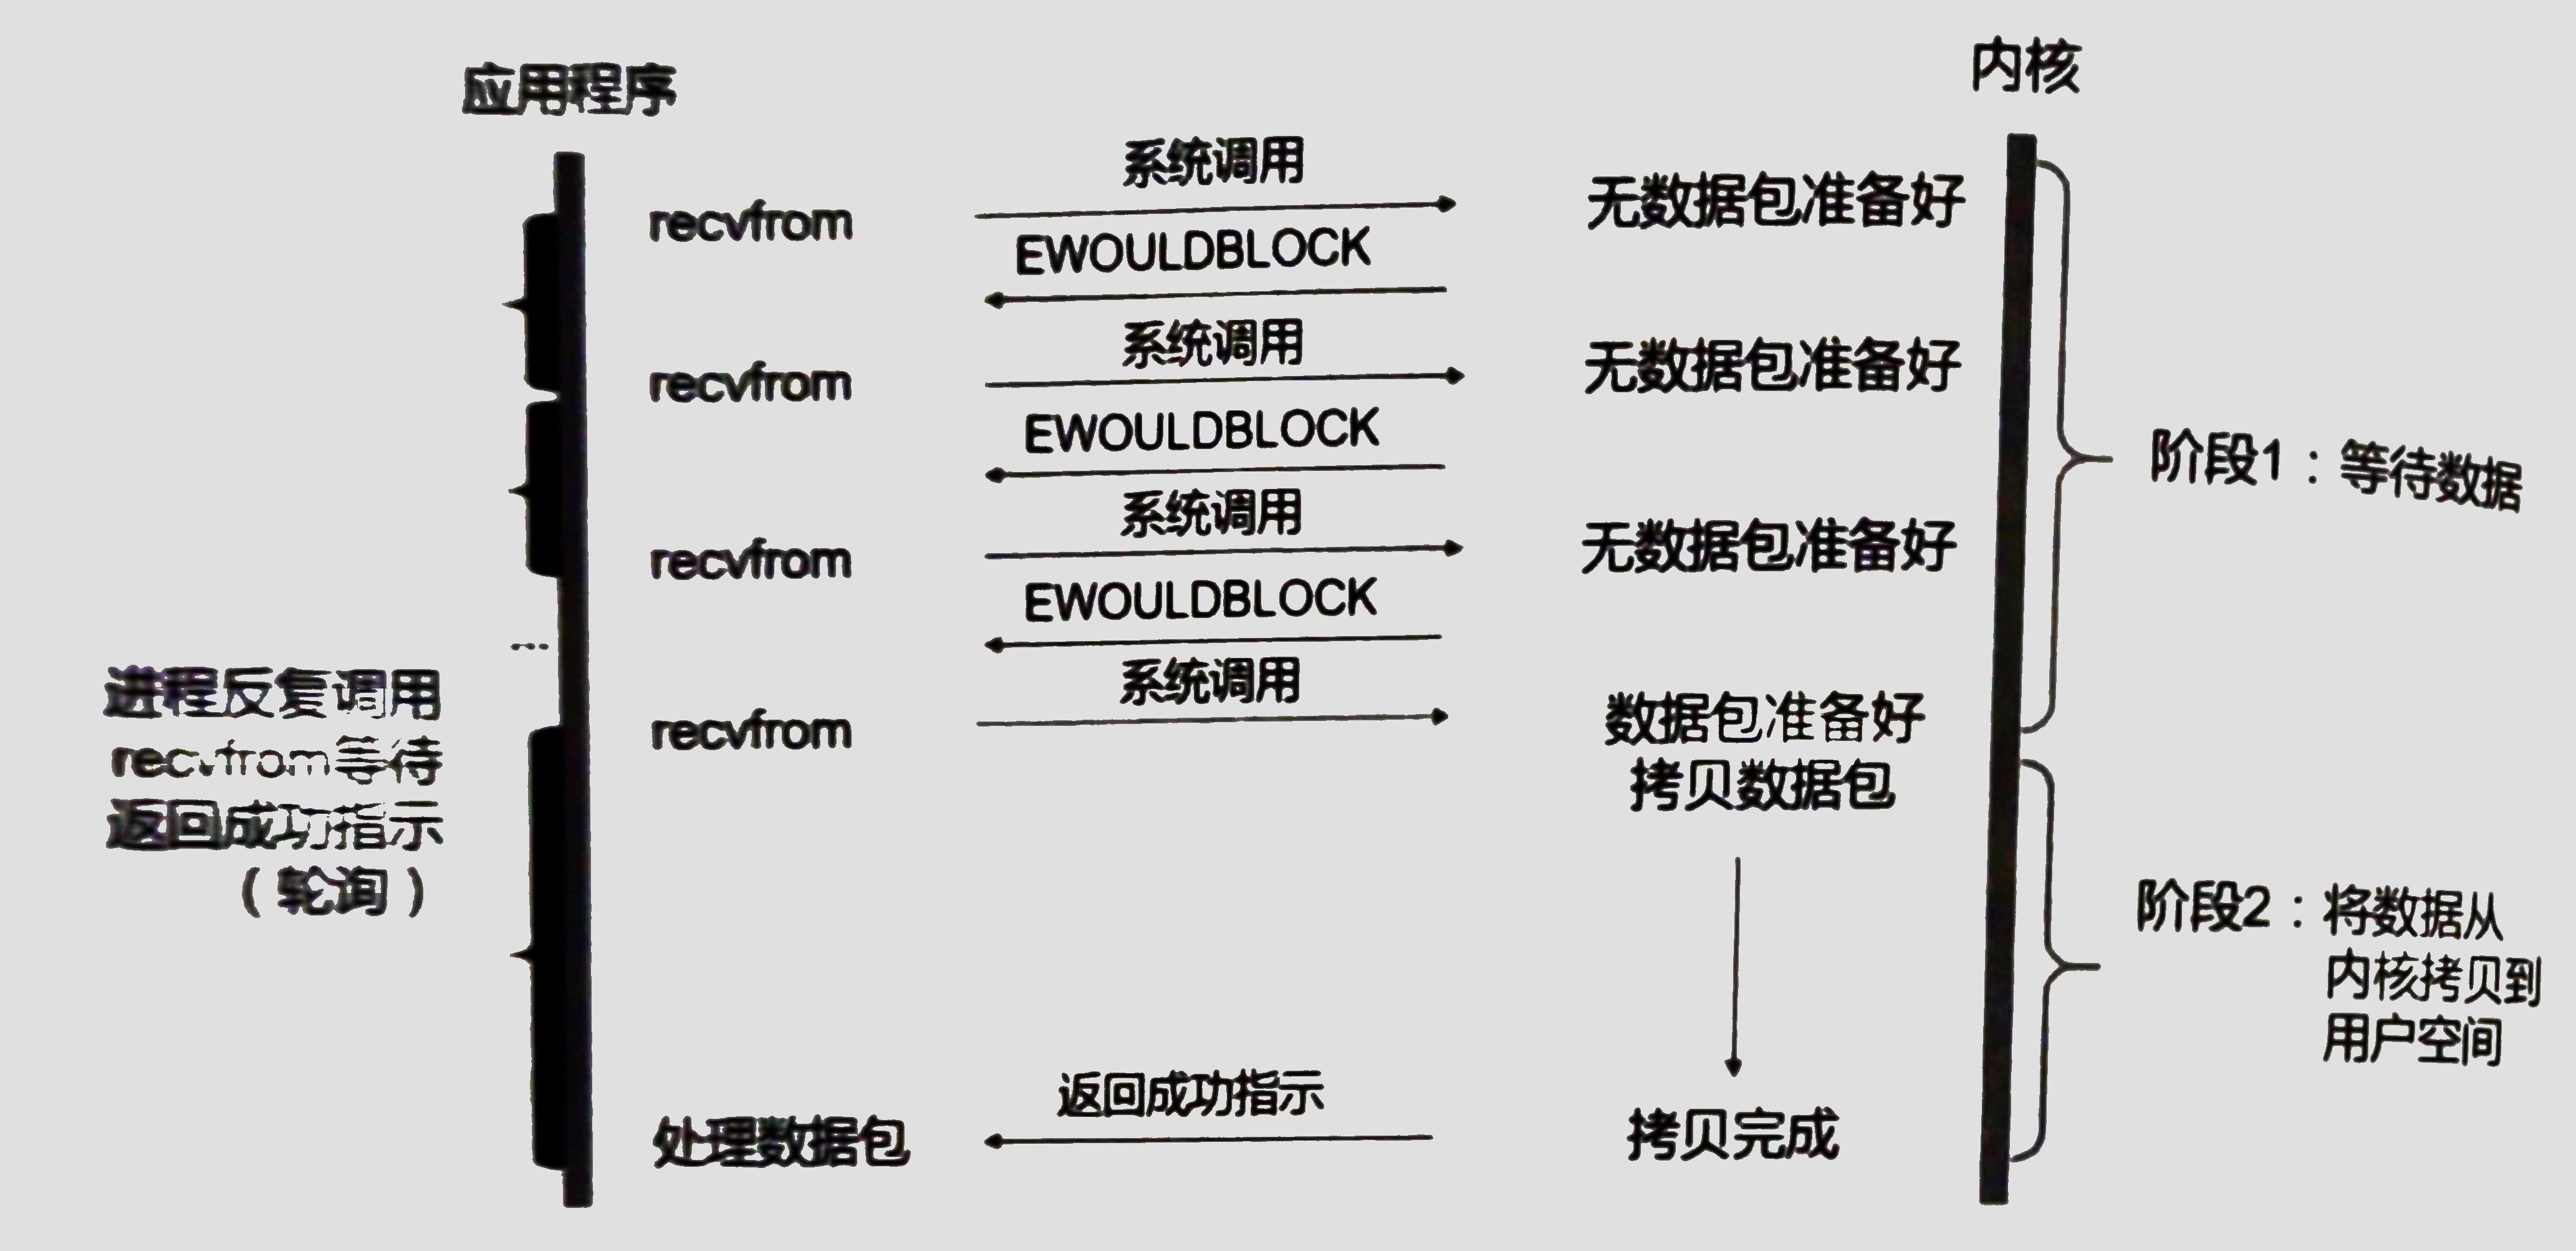 应用程序
内核
系统调用
recvfrom
无数据包准备好
EWOULDBLOCK
系统调用
recvfrom
无数据包准备好
EWOULDBLOCK
阶段1：等待数据
系统调用
recvfrom
无数据包准备好
EWOULDBLOCK
...
进程反复调用
recvfrom等待
返回成功指示
（轮询）
系统调用
recvfrom
数据包准备好
拷贝数据包
阶段2：将数据从
内核拷贝到
用户空间
返回成功指示
处理数据包
拷贝完成